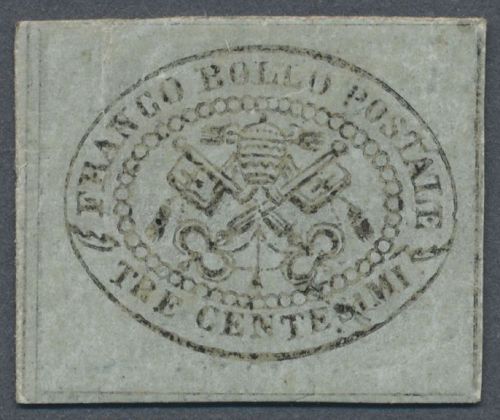 FRANCO BOLLO POSTALE
TRE CENTESIMI